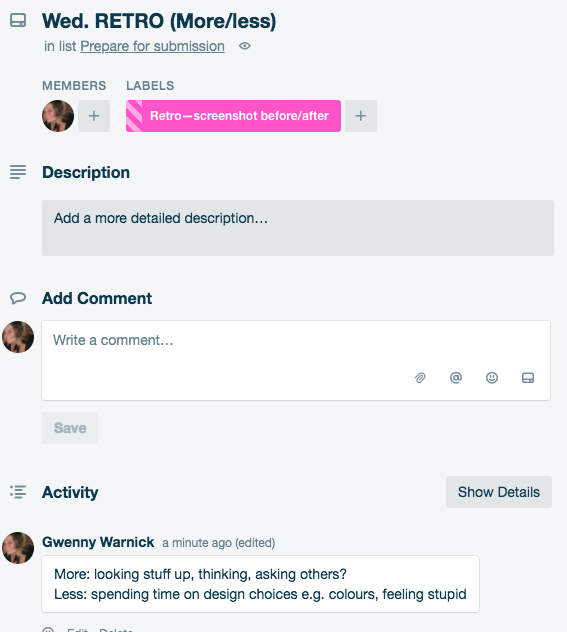 Wed. RETRO (More/less)
in list Prepare for submission
MEMBERS LABELS
+ Retro—screenshot before/after +
Description
Add a more detailed description...
Add Comment
Write a comment...
@
Save
Activity Show Details
Gwenny Warnick a minute ago (edited)
More: looking stuff up, thinking, asking others?
Less: spending time on design choices e.g. colours, feeling stupid
Edit Delete